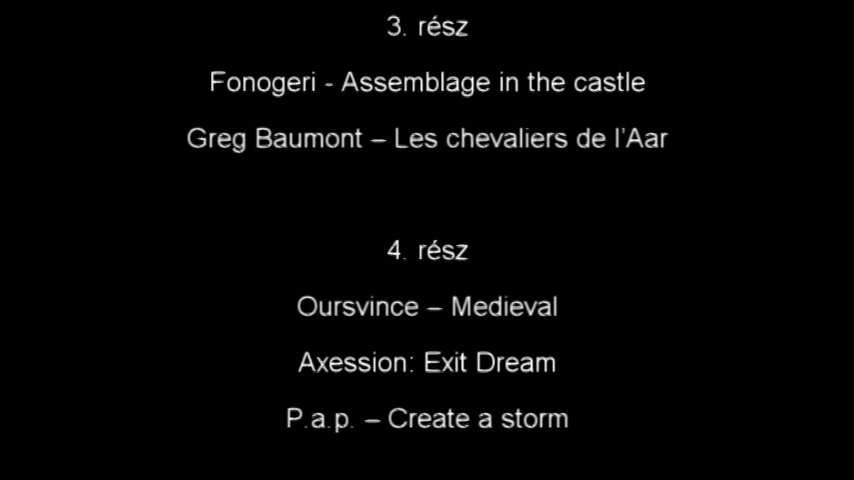 3. rész
Fonogeri - Assemblage in the castle
Greg Baumont – Les chevaliers de l’Aar
4. rész
Oursvince – Medieval
Axession: Exit Dream
P.a.p. – Create a storm